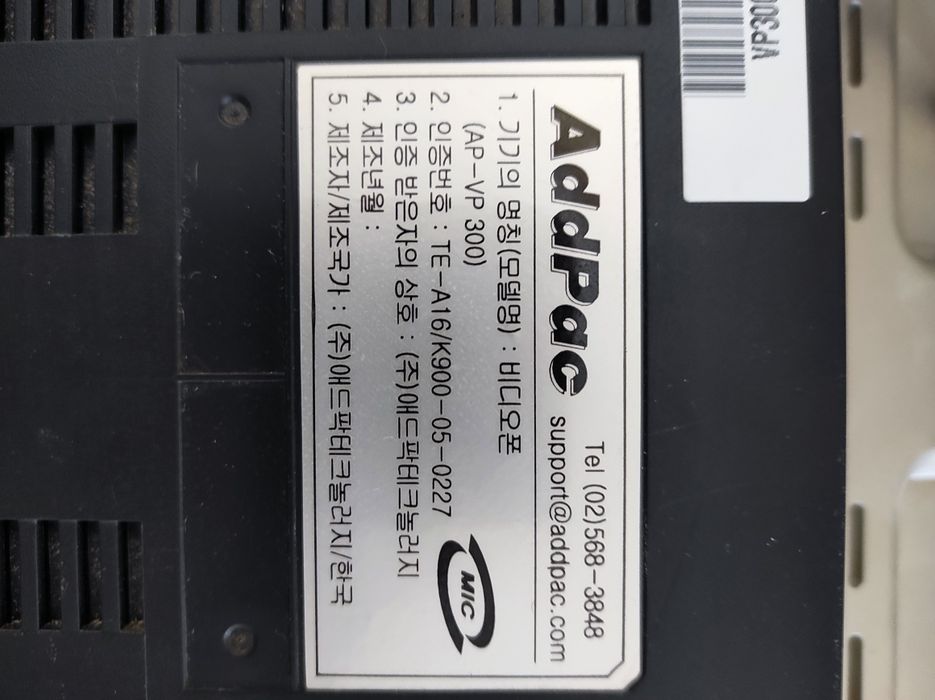 VP300
AddPac
Tel (02)568-3848
support@addpac.com
1. 기기의 명칭(모델명) : 비디오폰
(AP-VP 300)
2. 인증번호 : TE-A16/K900-05-0227
3. 인증 받은자의 상호 : (주)애드팍테크놀러지
4. 제조년월 :
5. 제조자/제조국가 : (주)애드팍테크놀러지/한국
MIC